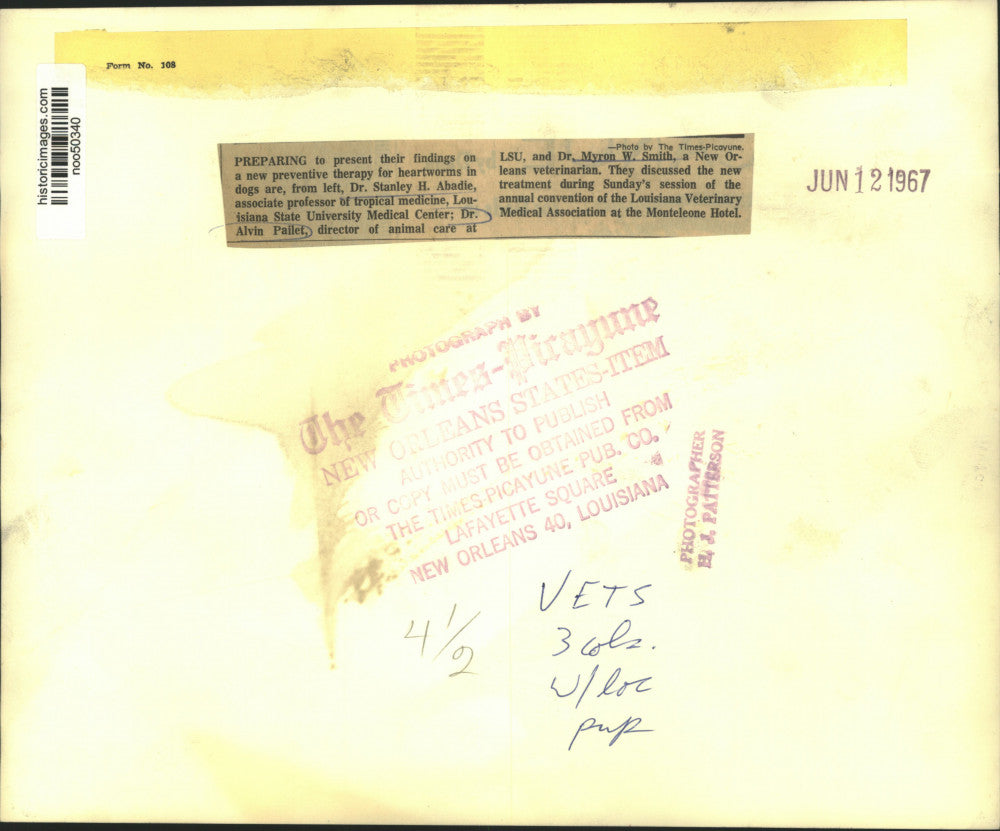 Form No. 108
historicimages.com
noo50340
PREPARING to present their findings on
a new preventive therapy for heartworms in
dogs are, from left, Dr. Stanley H. Abadie,
associate professor of tropical medicine, Lou-
isiana State University Medical Center; Dr.
Alvin Pailet, director of animal care at
—Photo by The Times-Picayune.
LSU, and Dr. Myron W. Smith, a New Or-
leans veterinarian. They discussed the new
treatment during Sunday's session of the
annual convention of the Louisiana Veterinary
Medical Association at the Monteleone Hotel.
JUN 12 1967
PHOTOGRAPH BY
The Times-Picayune
NEW ORLEANS STATES-ITEM
AUTHORITY TO PUBLISH
OR COPY MUST BE OBTAINED FROM
THE TIMES-PICAYUNE PUB. CO.
LAFAYETTE SQUARE
NEW ORLEANS 40, LOUISIANA
PHOTOGRAPHER
H. J. PATTERSON
4 1/2
VETS
3 cols.
w/loc
pup